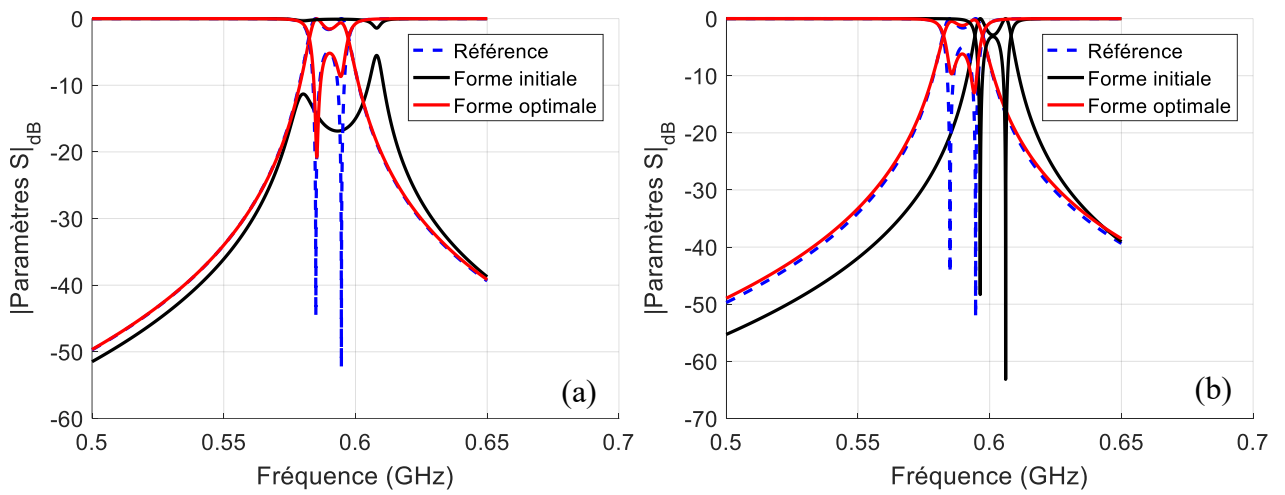 |Paramètres S|dB
0
-10
-20
-30
-40
-50
-60
0.5
0.55
0.6
0.65
0.7
Fréquence (GHz)
Référence
Forme initiale
Forme optimale
(a)
|Paramètres S|dB
0
-10
-20
-30
-40
-50
-60
-70
0.5
0.55
0.6
0.65
0.7
Fréquence (GHz)
Référence
Forme initiale
Forme optimale
(b)